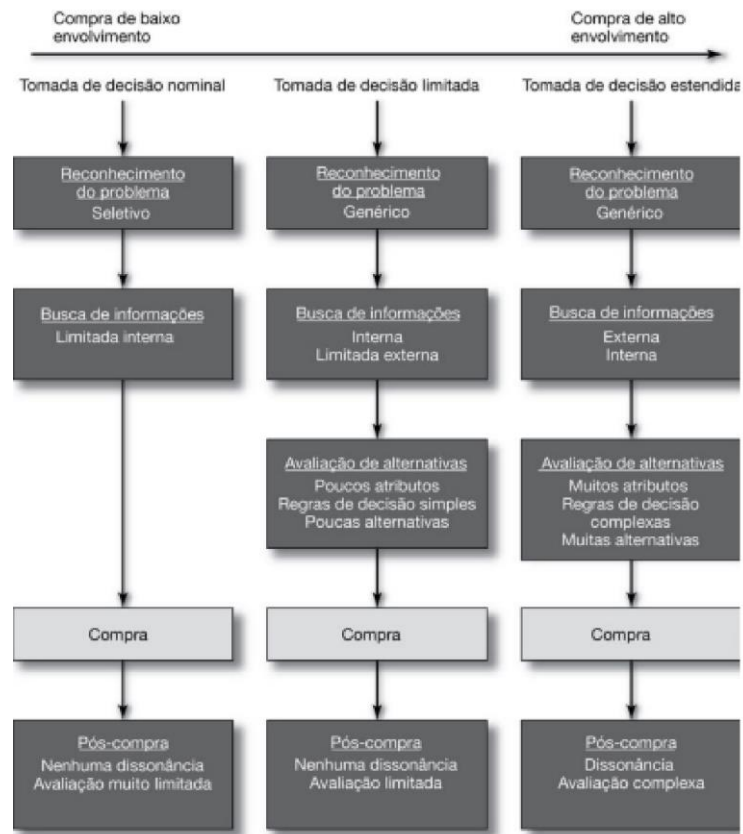 Compra de baixo
envolvimento
Compra de alto
envolvimento
Tomada de decisão nominal
Tomada de decisão limitada
Tomada de decisão estendida
Reconhecimento
do problema
Seletivo
Reconhecimento
do problema
Genérico
Reconhecimento
do problema
Genérico
Busca de informações
Limitada interna
Busca de informações
Interna
Limitada externa
Busca de informações
Externa
Interna
Avaliação de alternativas
Poucos atributos
Regras de decisão simples
Poucas alternativas
Avaliação de alternativas
Muitos atributos
Regras de decisão
complexas
Muitas alternativas
Compra
Compra
Compra
Pós-compra
Nenhuma dissonância
Avaliação muito limitada
Pós-compra
Nenhuma dissonância
Avaliação limitada
Pós-compra
Dissonância
Avaliação complexa